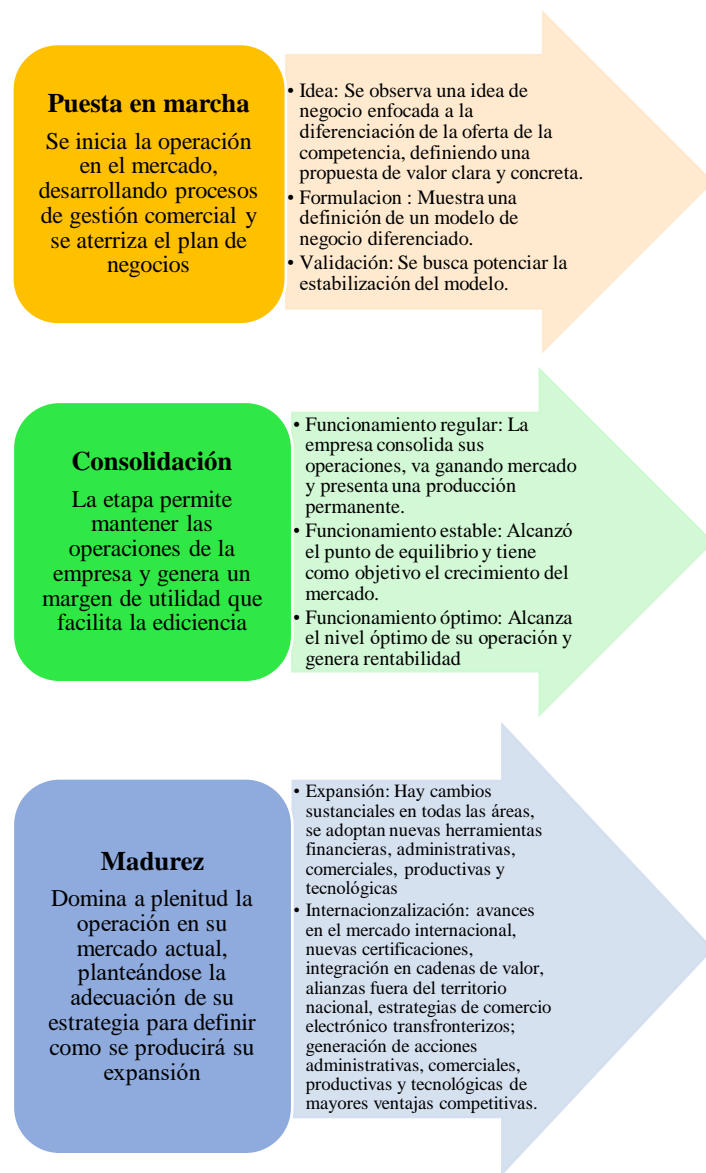 Puesta en marcha
Se inicia la operación
en el mercado,
desarrollando procesos
de gestión comercial y
se aterriza el plan de
negocios
• Idea: Se observa una idea de
negocio enfocada a la
diferenciación de la oferta de la
competencia, definiendo una
propuesta de valor clara y concreta.
• Formulacion : Muestra una
definición de un modelo de
negocio diferenciado.
• Validación: Se busca potenciar la
estabilización del modelo.
Consolidación
La etapa permite
mantener las
operaciones de la
empresa y genera un
margen de utilidad que
facilita la ediciencia
• Funcionamiento regular: La
empresa consolida sus
operaciones, va ganando mercado
y presenta una producción
permanente.
• Funcionamiento estable: Alcanzó
el punto de equilibrio y tiene
como objetivo el crecimiento del
mercado.
• Funcionamiento óptimo: Alcanza
el nivel óptimo de su operación y
genera rentabilidad
Madurez
Domina a plenitud la
operación en su
mercado actual,
planteándose la
adecuación de su
estrategia para definir
como se producirá su
expansión
• Expansión: Hay cambios
sustanciales en todas las áreas,
se adoptan nuevas herramientas
financieras, administrativas,
comerciales, productivas y
tecnológicas
• Internacionzalización: avances
en el mercado internacional,
nuevas certificaciones,
integración en cadenas de valor,
alianzas fuera del territorio
nacional, estrategias de comercio
electrónico transfronterizos;
generación de acciones
administrativas, comerciales,
productivas y tecnológicas de
mayores ventajas competitivas.